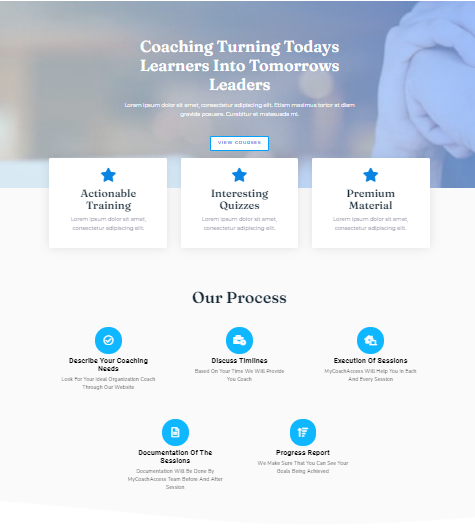 Coaching Turning Todays
Learners Into Tomorrows
Leaders
Lorem ipsum dolor sit amet, consectetur adipiscing elit. Etiam maximus tortor at diam
gravida posuere. Curabitur at malesuada mi.
VIEW COURSES
Actionable
Training
Lorem ipsum dolor sit amet,
consectetur adipiscing elit.
Interesting
Quizzes
Lorem ipsum dolor sit amet,
consectetur adipiscing elit.
Premium
Material
Lorem ipsum dolor sit amet,
consectetur adipiscing elit.
Our Process
Describe Your Coaching
Needs
Look For Your Ideal Organization Coach
Through Our Website
Discuss Timlines
Based On Your Time We Will Provide
You Coach
Execution Of Sessions
MyCoachAccess Will Help You In Each
And Every Session
Documentation Of The
Sessions
Documentation Will Be Done By
MyCoachAccess Team Before And After
Session
Progress Report
We Make Sure That You Can See Your
Goals Being Achieved